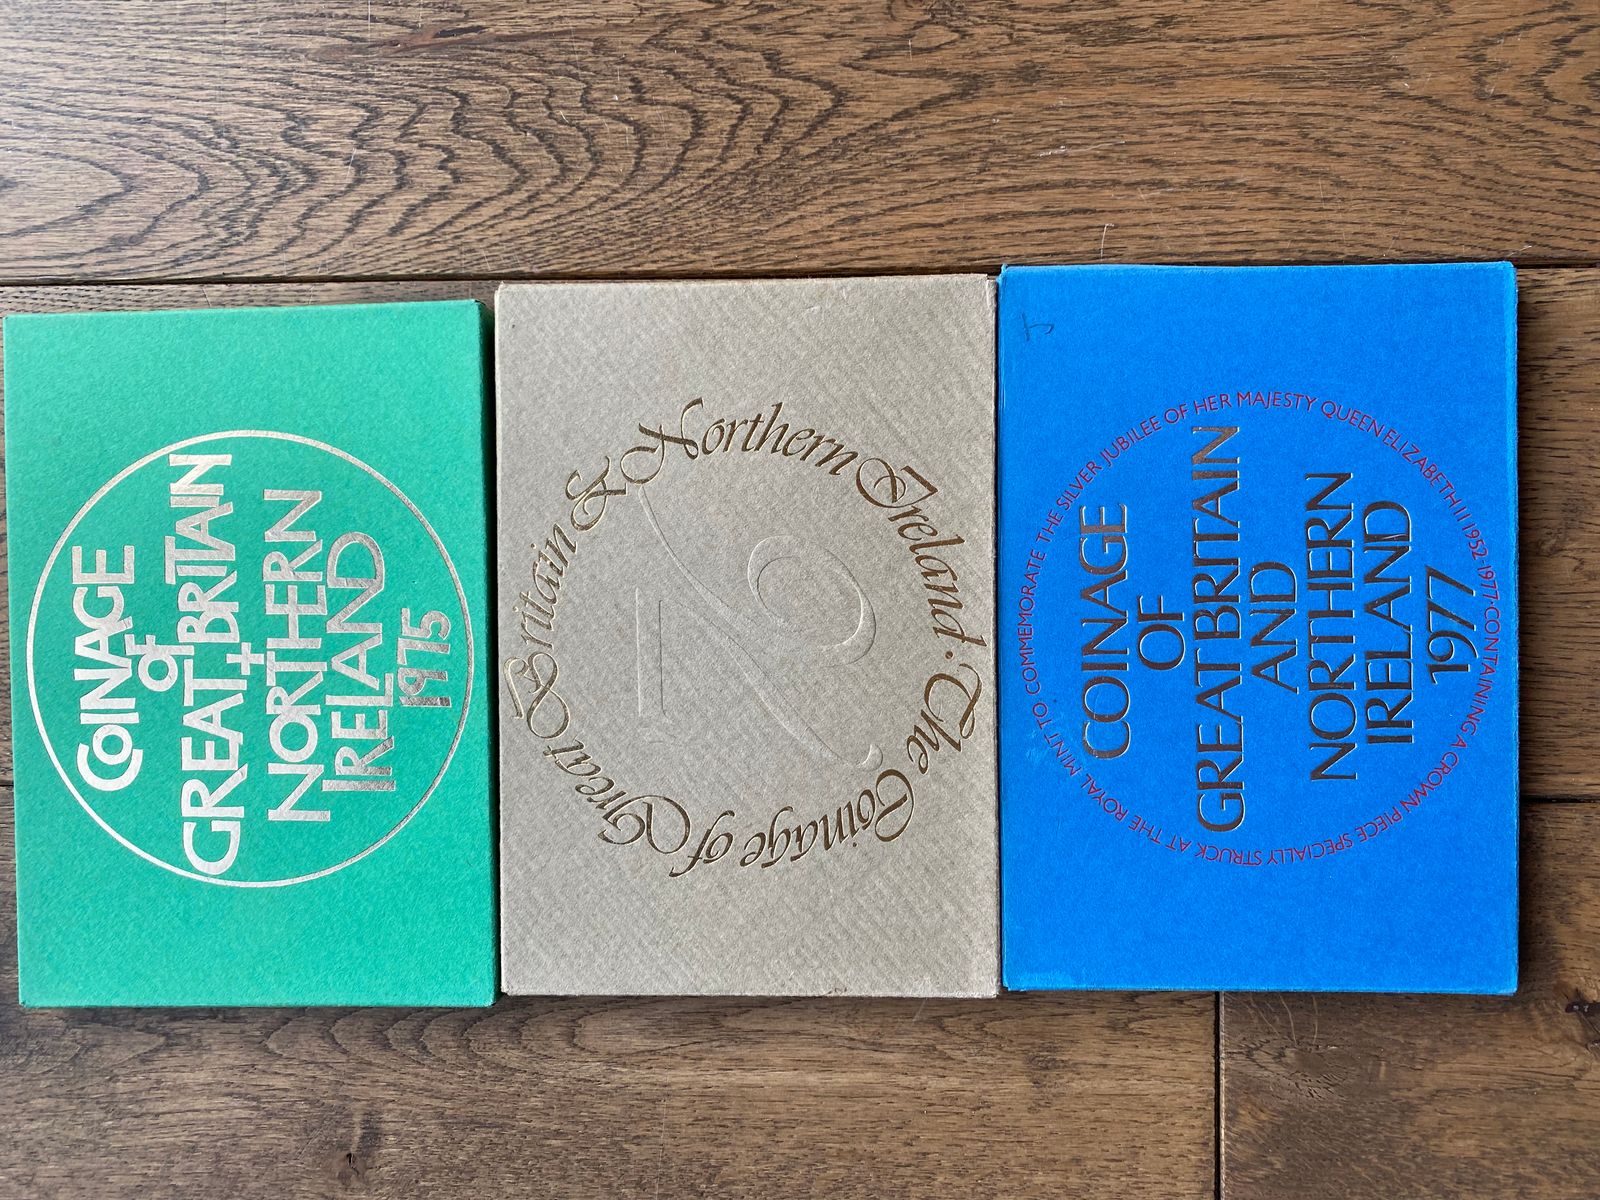 COINAGE
OF
GREAT BRITAIN
+
NORTHERN
IRELAND
1975
The Coinage of Great Britain & Northern Ireland ·
76
TO COMMEMORATE THE SILVER JUBILEE OF HER MAJESTY QUEEN ELIZABETH II 1952-1977-CONTAINING A CROWN PIECE SPECIALLY STRUCK AT THE ROYAL MINT
COINAGE
OF
GREAT BRITAIN
AND
NORTHERN
IRELAND
1977